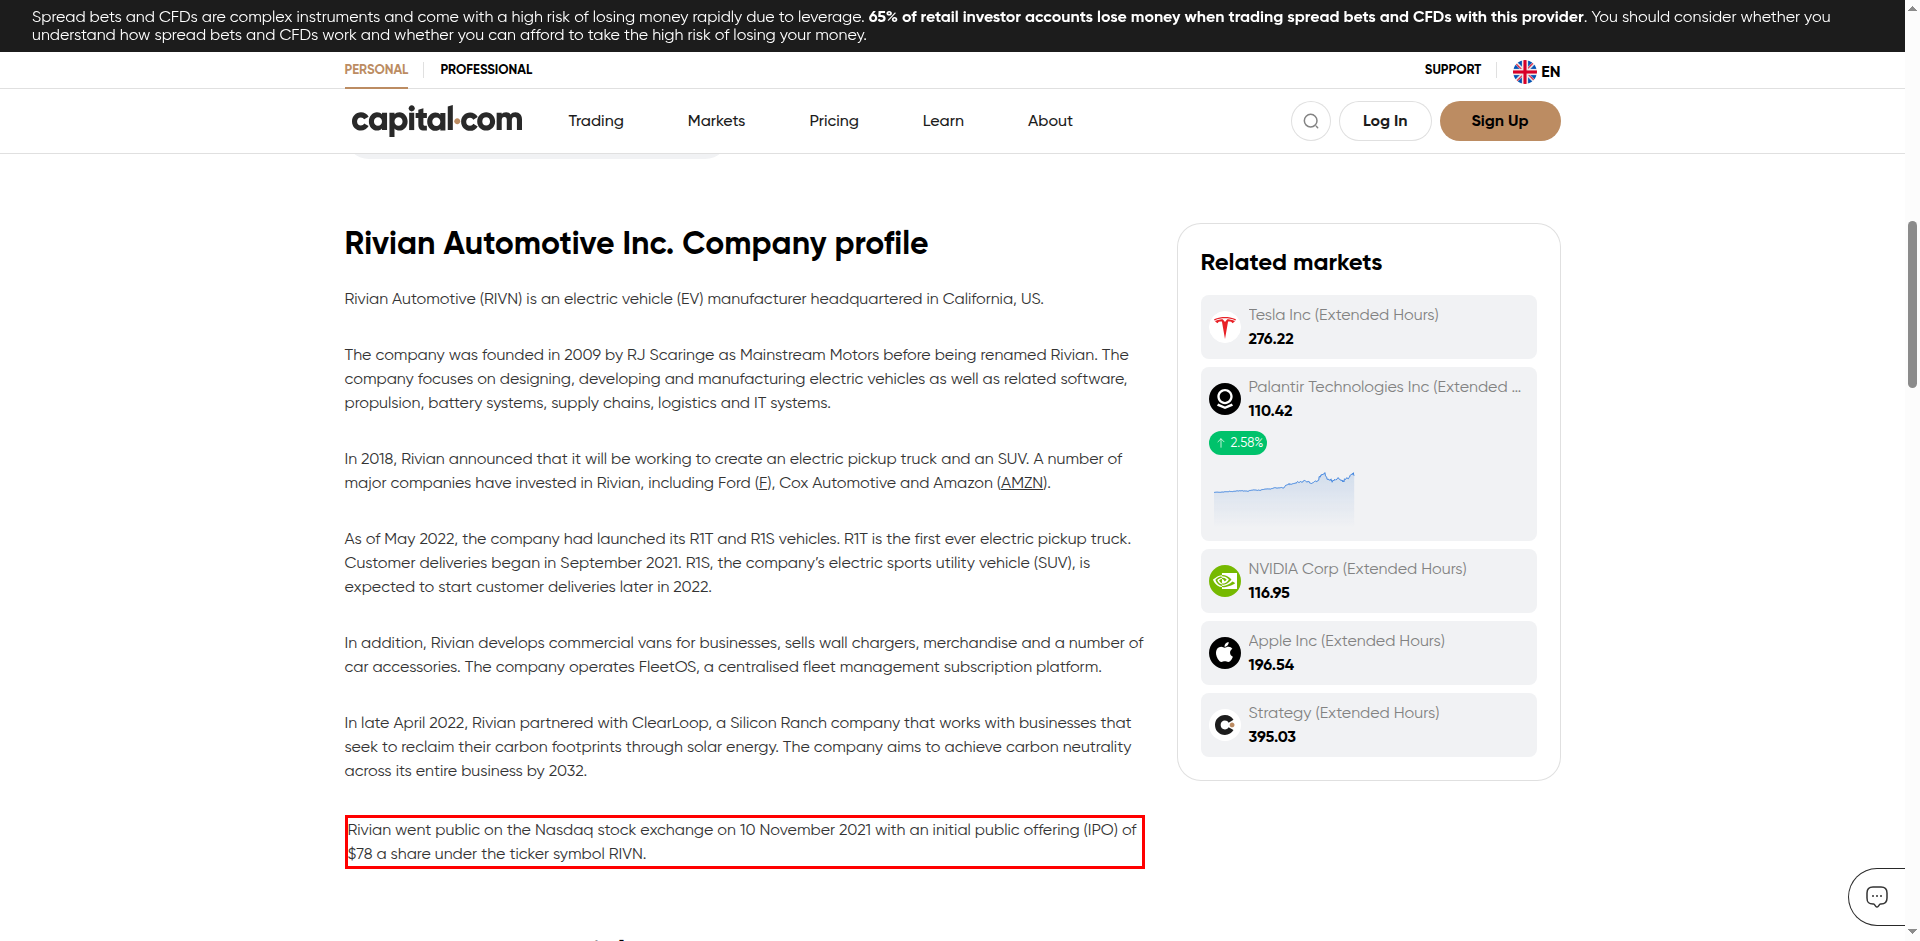 Spread bets and CFDs are complex instruments and come with a high risk of losing money rapidly due to leverage. 65% of retail investor accounts lose money when trading spread bets and CFDs with this provider. You should consider whether you
understand how spread bets and CFDs work and whether you can afford to take the high risk of losing your money.
PERSONAL
PROFESSIONAL
SUPPORT
EN
capital.com
Trading
Markets
Pricing
Learn
About
Log In
Sign Up
Rivian Automotive Inc. Company profile
Rivian Automotive (RIVN) is an electric vehicle (EV) manufacturer headquartered in California, US.
The company was founded in 2009 by RJ Scaringe as Mainstream Motors before being renamed Rivian. The
company focuses on designing, developing and manufacturing electric vehicles as well as related software,
propulsion, battery systems, supply chains, logistics and IT systems.
In 2018, Rivian announced that it will be working to create an electric pickup truck and an SUV. A number of
major companies have invested in Rivian, including Ford (F), Cox Automotive and Amazon (AMZN).
As of May 2022, the company had launched its R1T and R1S vehicles. R1T is the first ever electric pickup truck.
Customer deliveries began in September 2021. R1S, the company’s electric sports utility vehicle (SUV), is
expected to start customer deliveries later in 2022.
In addition, Rivian develops commercial vans for businesses, sells wall chargers, merchandise and a number of
car accessories. The company operates FleetOS, a centralised fleet management subscription platform.
In late April 2022, Rivian partnered with ClearLoop, a Silicon Ranch company that works with businesses that
seek to reclaim their carbon footprints through solar energy. The company aims to achieve carbon neutrality
across its entire business by 2032.
Rivian went public on the Nasdaq stock exchange on 10 November 2021 with an initial public offering (IPO) of
$78 a share under the ticker symbol RIVN.
Related markets
Tesla Inc (Extended Hours)
276.22
Palantir Technologies Inc (Extended ...
110.42
↑ 2.58%
NVIDIA Corp (Extended Hours)
116.95
Apple Inc (Extended Hours)
196.54
Strategy (Extended Hours)
395.03